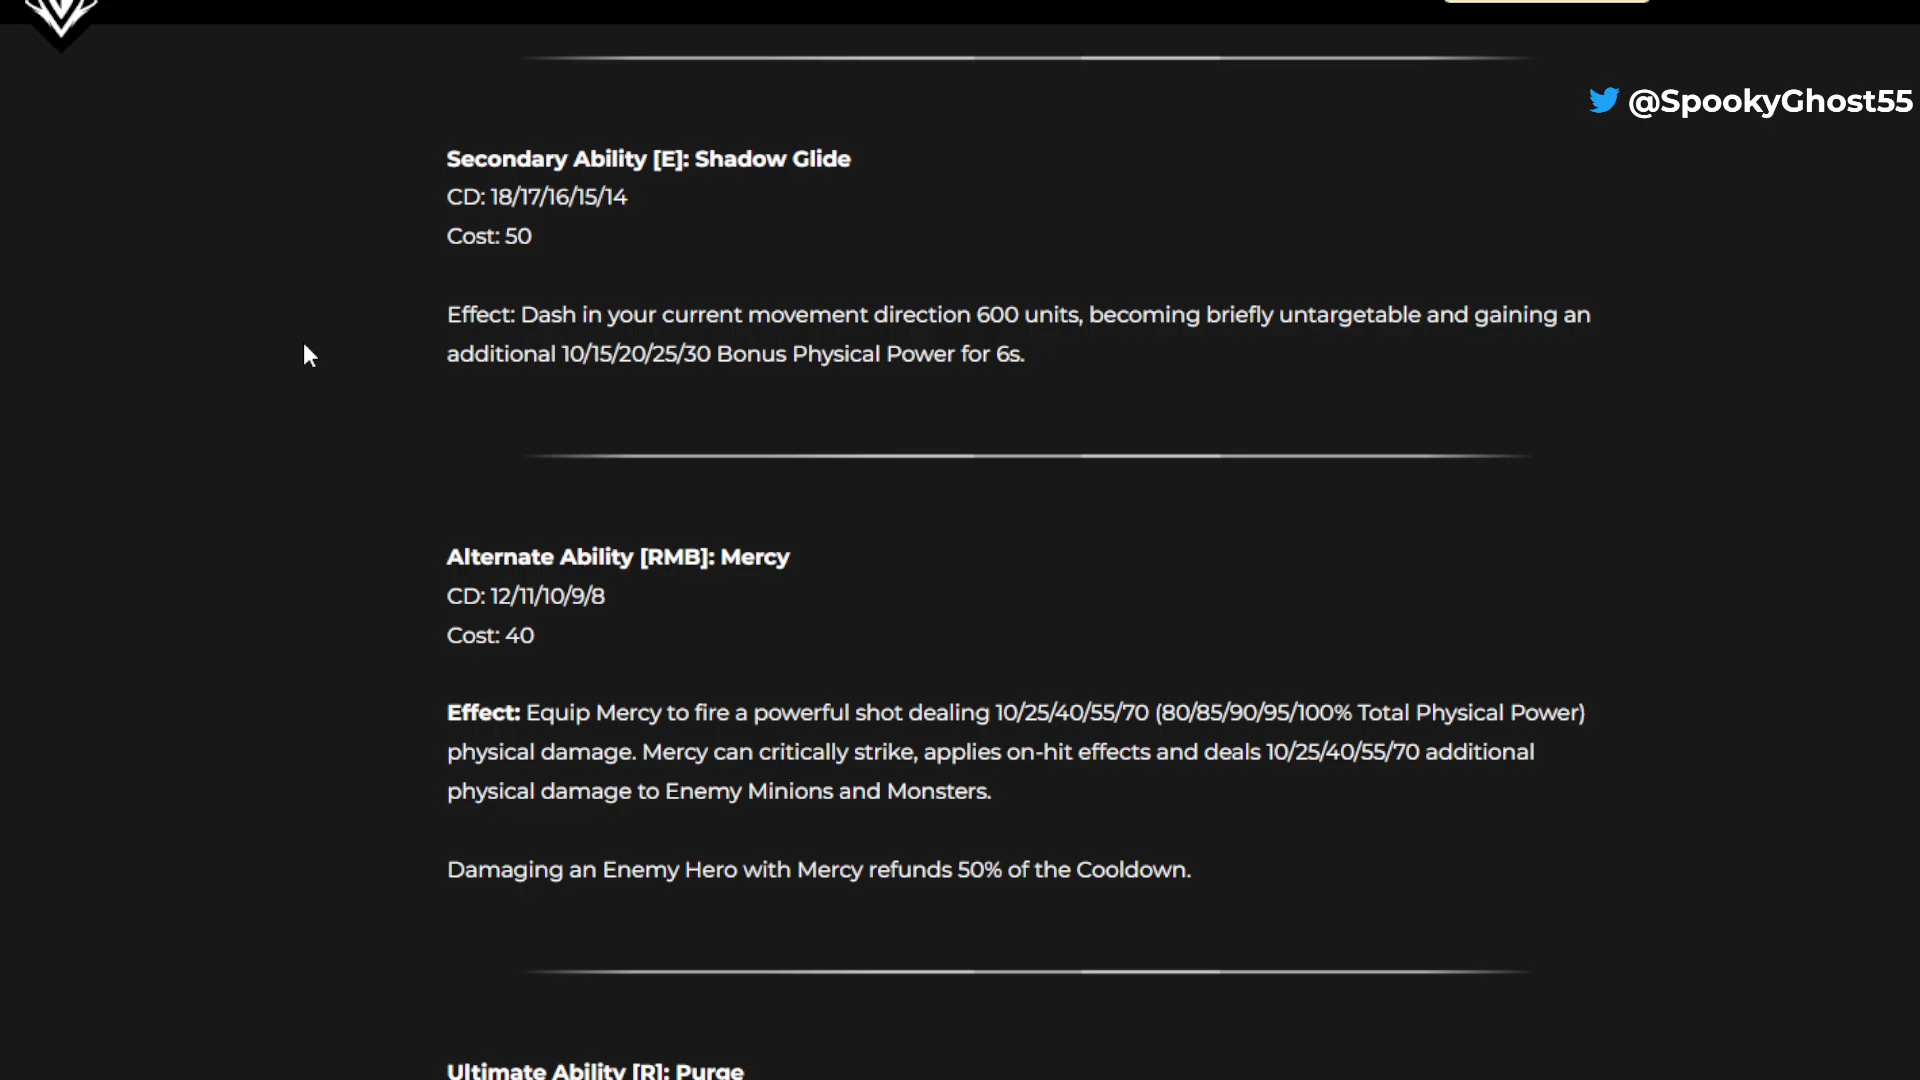 @SpookyGhost55
Secondary Ability [E]: Shadow Glide
CD: 18/17/16/15/14
Cost: 50
Effect: Dash in your current movement direction 600 units, becoming briefly untargetable and gaining an
additional 10/15/20/25/30 Bonus Physical Power for 6s.
Alternate Ability [RMB]: Mercy
CD: 12/11/10/9/8
Cost: 40
Effect: Equip Mercy to fire a powerful shot dealing 10/25/40/55/70 (80/85/90/95/100% Total Physical Power)
physical damage. Mercy can critically strike, applies on-hit effects and deals 10/25/40/55/70 additional
physical damage to Enemy Minions and Monsters.
Damaging an Enemy Hero with Mercy refunds 50% of the Cooldown.
Ultimate Ability [R]: Purge